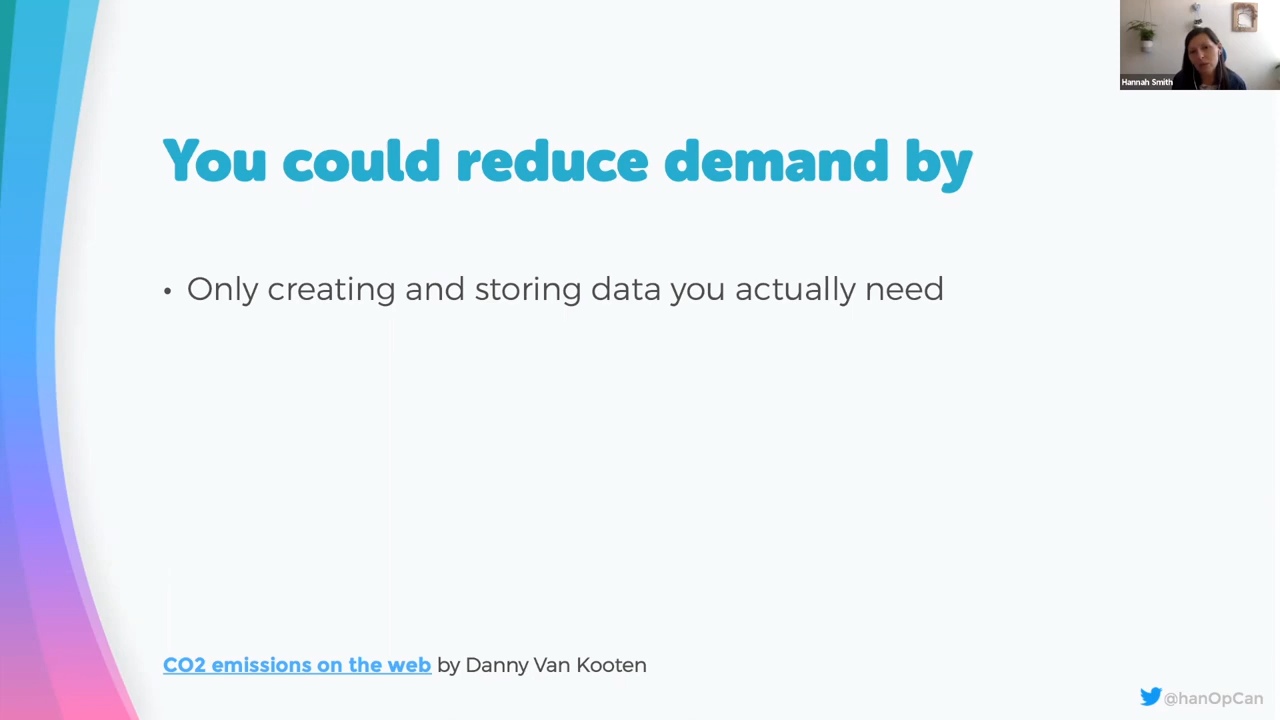 Hannah Smith
You could reduce demand by
• Only creating and storing data you actually need
CO2 emissions on the web by Danny Van Kooten
@hanOpCan